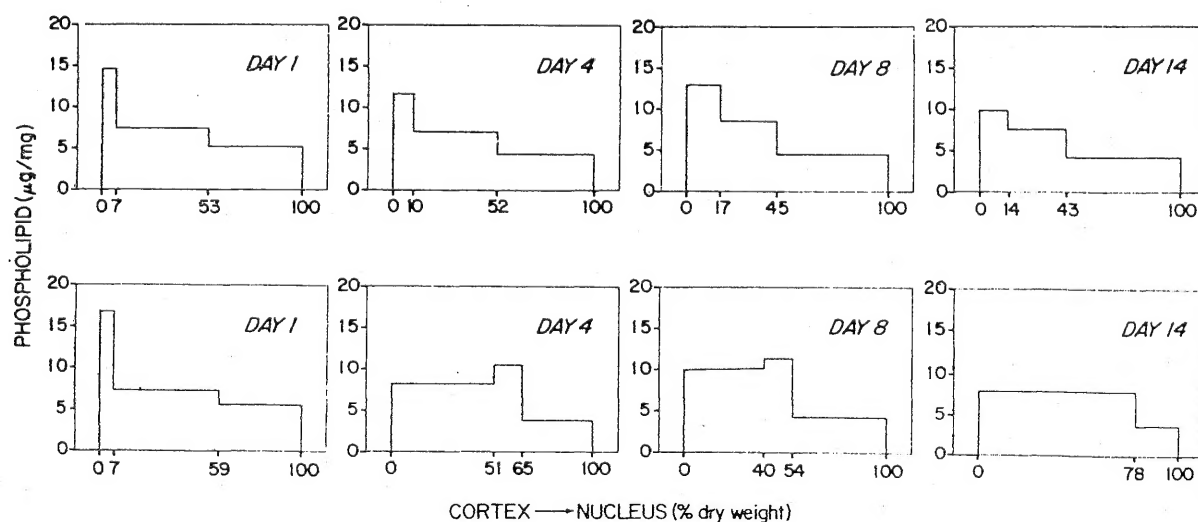 PHOSPHOLIPID (µg/mg)
20
15
10
5
0
DAY 1
0 7 53 100
20
15
10
5
0
DAY 4
0 10 52 100
20
15
10
5
0
DAY 8
0 17 45 100
20
15
10
5
0
DAY 14
0 14 43 100
20
15
10
5
0
DAY 1
0 7 59 100
20
15
10
5
0
DAY 4
0 51 65 100
20
15
10
5
0
DAY 8
0 40 54 100
20
15
10
5
0
DAY 14
0 78 100
CORTEX → NUCLEUS (% dry weight)